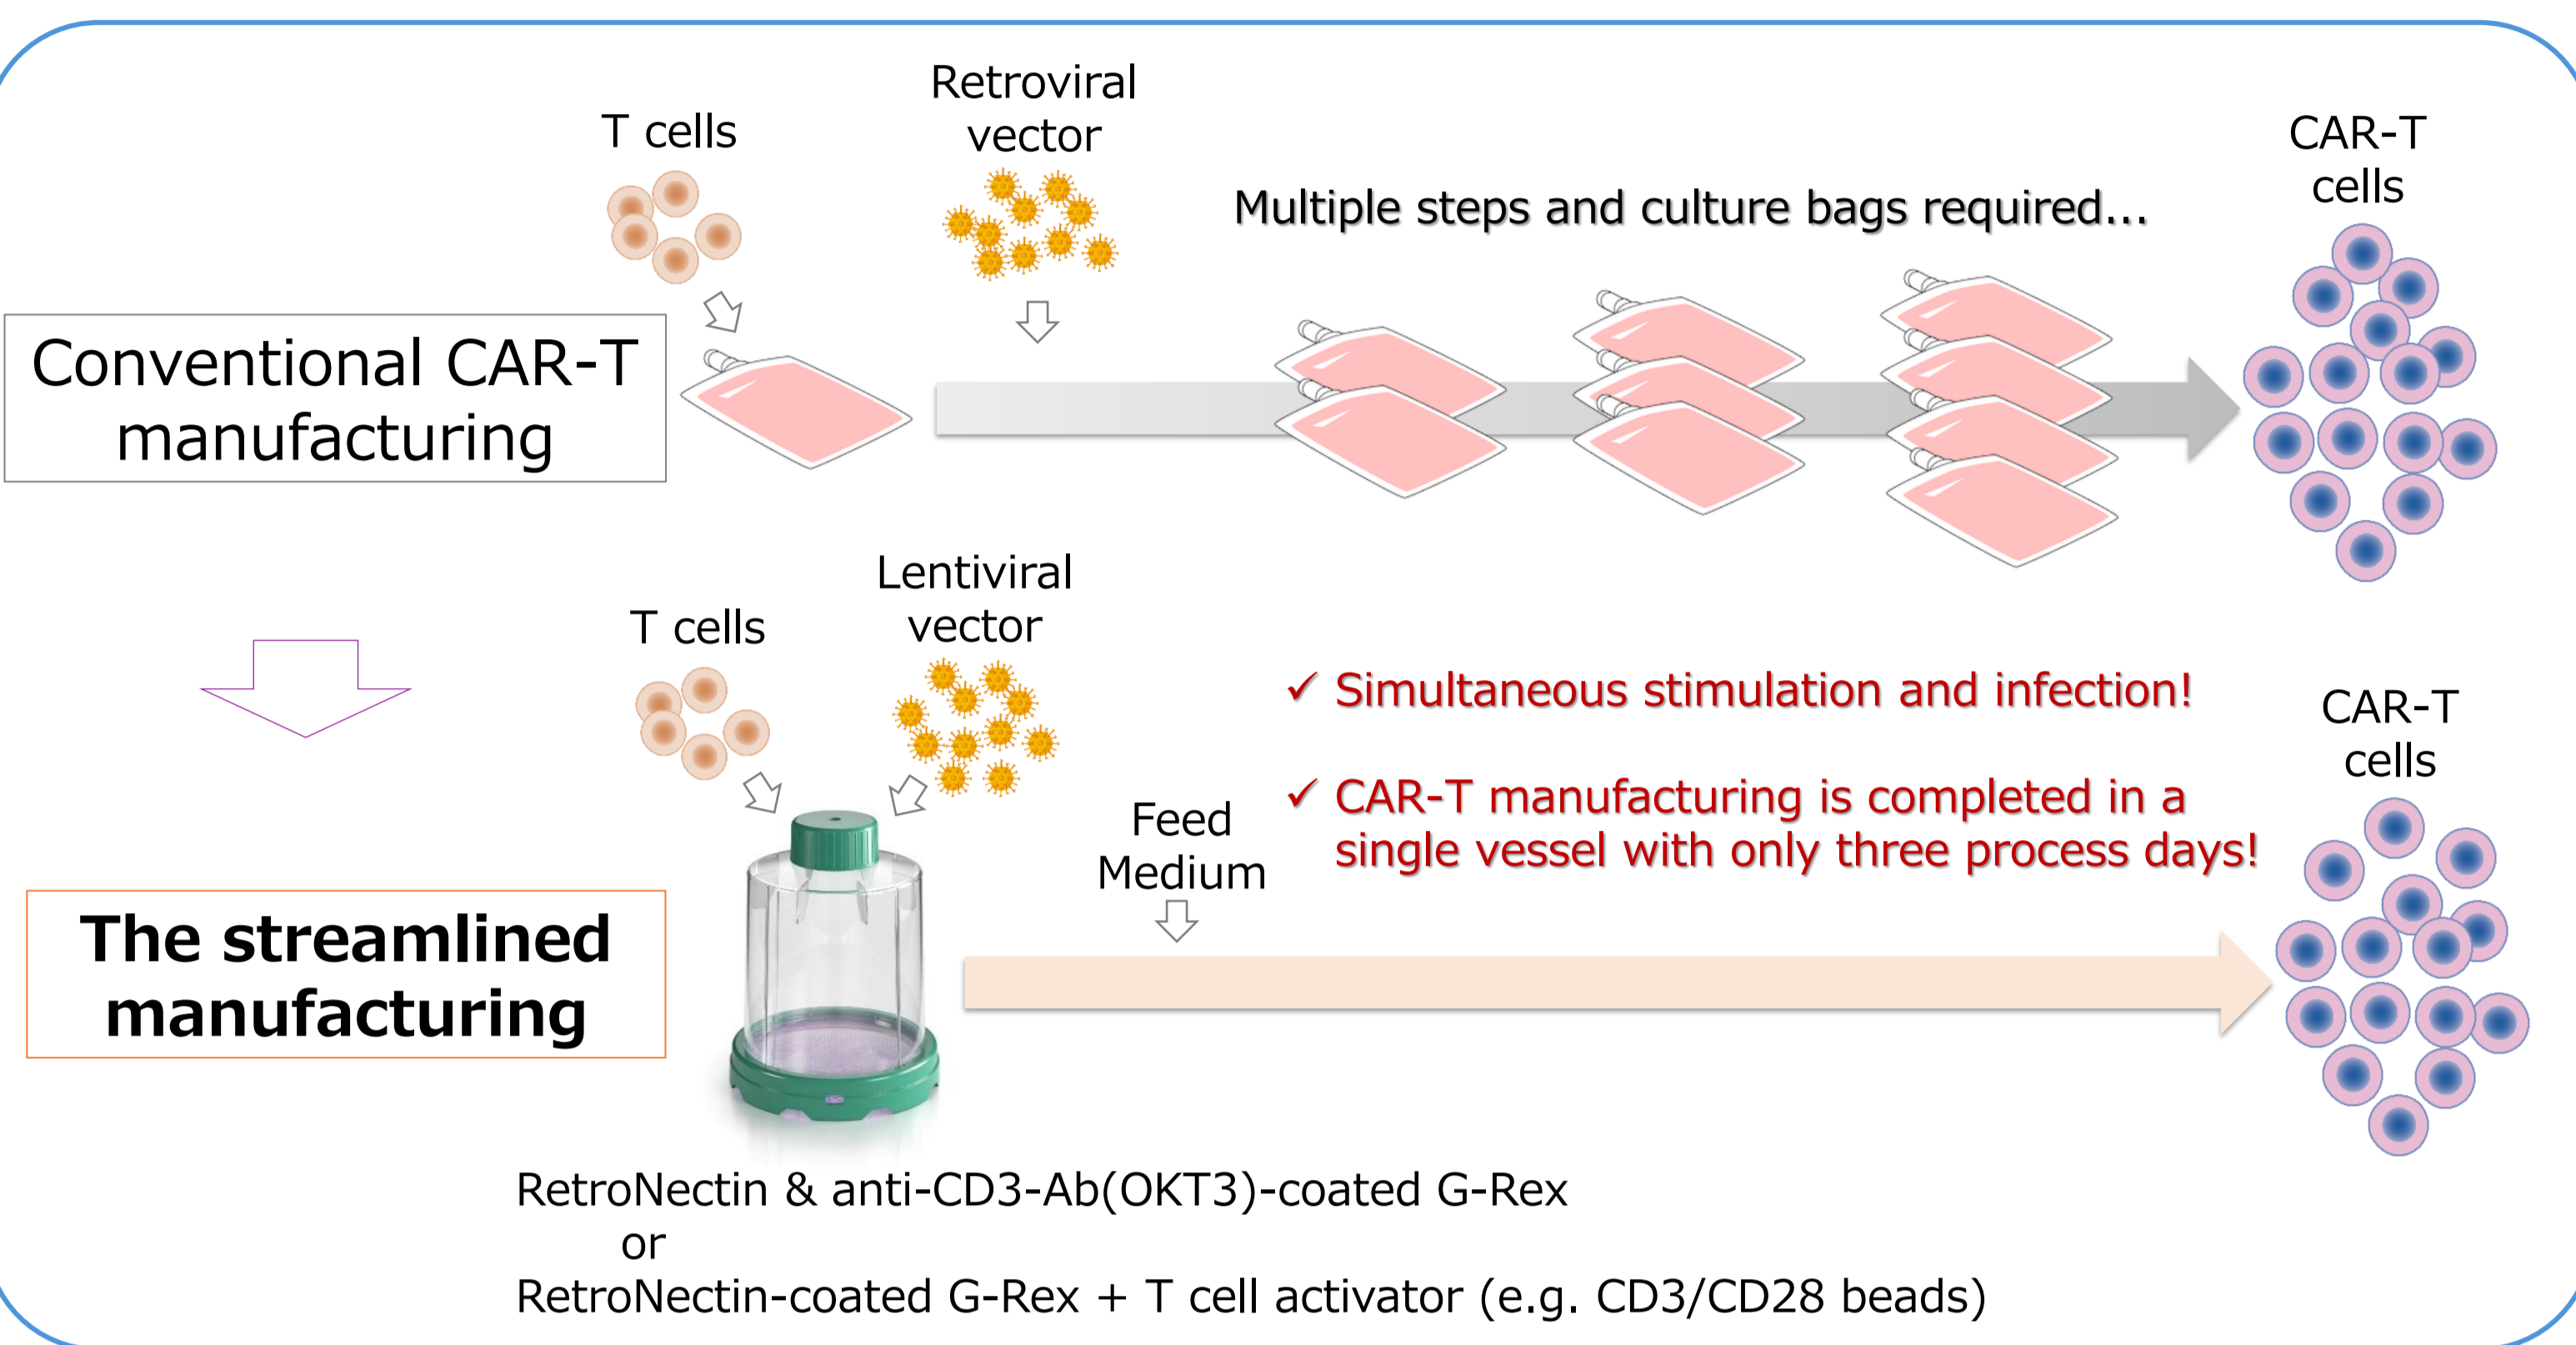 T cells
Retroviral
vector
Multiple steps and culture bags required...
CAR-T
cells
Conventional CAR-T
manufacturing
T cells
Lentiviral
vector
✓ Simultaneous stimulation and infection!
✓ CAR-T manufacturing is completed in a
single vessel with only three process days!
CAR-T
cells
Feed
Medium
The streamlined
manufacturing
RetroNectin & anti-CD3-Ab(OKT3)-coated G-Rex
or
RetroNectin-coated G-Rex + T cell activator (e.g. CD3/CD28 beads)